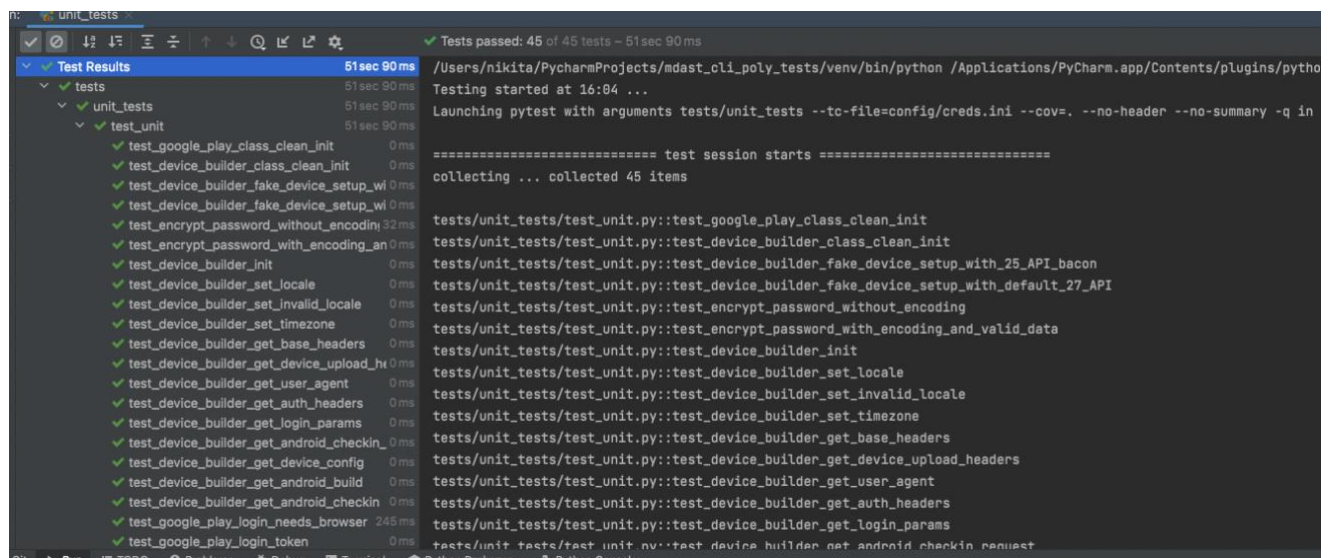 n: unit_tests ×
Tests passed: 45 of 45 tests – 51 sec 90 ms
Test Results 51 sec 90 ms
tests 51 sec 90 ms
unit_tests 51 sec 90 ms
test_unit 51 sec 90 ms
test_google_play_class_clean_init 0 ms
test_device_builder_class_clean_init 0 ms
test_device_builder_fake_device_setup_wi 0 ms
test_device_builder_fake_device_setup_wi 0 ms
test_encrypt_password_without_encodin 32 ms
test_encrypt_password_with_encoding_an 0 ms
test_device_builder_init 0 ms
test_device_builder_set_locale 0 ms
test_device_builder_set_invalid_locale 0 ms
test_device_builder_set_timezone 0 ms
test_device_builder_get_base_headers 0 ms
test_device_builder_get_device_upload_he 0 ms
test_device_builder_get_user_agent 0 ms
test_device_builder_get_auth_headers 0 ms
test_device_builder_get_login_params 0 ms
test_device_builder_get_android_checkin_ 0 ms
test_device_builder_get_device_config 0 ms
test_device_builder_get_android_build 0 ms
test_device_builder_get_android_checkin 0 ms
test_google_play_login_needs_browser 245 ms
test_google_play_login_token 0 ms
/Users/nikita/PycharmProjects/mdast_cli_poly_tests/venv/bin/python /Applications/PyCharm.app/Contents/plugins/pytho
Testing started at 16:04 ...
Launching pytest with arguments tests/unit_tests --tc-file=config/creds.ini --cov=. --no-header --no-summary -q in
============================= test session starts ==============================
collecting ... collected 45 items
tests/unit_tests/test_unit.py::test_google_play_class_clean_init
tests/unit_tests/test_unit.py::test_device_builder_class_clean_init
tests/unit_tests/test_unit.py::test_device_builder_fake_device_setup_with_25_API_bacon
tests/unit_tests/test_unit.py::test_device_builder_fake_device_setup_with_default_27_API
tests/unit_tests/test_unit.py::test_encrypt_password_without_encoding
tests/unit_tests/test_unit.py::test_encrypt_password_with_encoding_and_valid_data
tests/unit_tests/test_unit.py::test_device_builder_init
tests/unit_tests/test_unit.py::test_device_builder_set_locale
tests/unit_tests/test_unit.py::test_device_builder_set_invalid_locale
tests/unit_tests/test_unit.py::test_device_builder_set_timezone
tests/unit_tests/test_unit.py::test_device_builder_get_base_headers
tests/unit_tests/test_unit.py::test_device_builder_get_device_upload_headers
tests/unit_tests/test_unit.py::test_device_builder_get_user_agent
tests/unit_tests/test_unit.py::test_device_builder_get_auth_headers
tests/unit_tests/test_unit.py::test_device_builder_get_login_params
tests/unit_tests/test_unit.py::test_device_builder_get_android_checkin_request